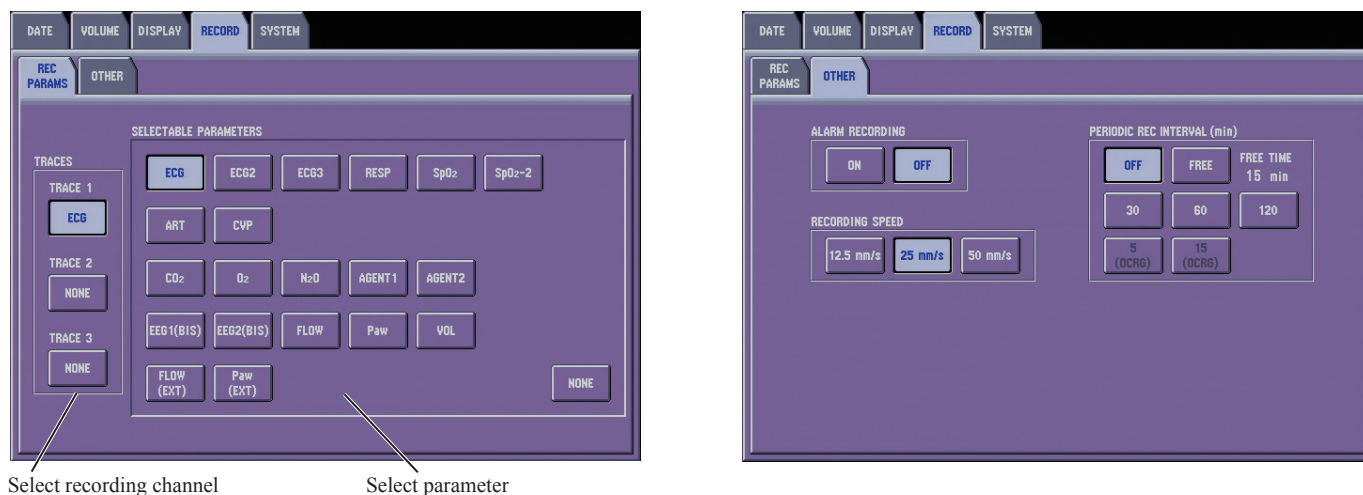 DATE VOLUME DISPLAY RECORD SYSTEM
REC PARAMS OTHER
SELECTABLE PARAMETERS
TRACES
TRACE 1
ECG
TRACE 2
NONE
TRACE 3
NONE
ECG ECG2 ECG3 RESP SpO2 SpO2-2
ART CVP
CO2 O2 N2O AGENT1 AGENT2
EEG1(BIS) EEG2(BIS) FLOW Paw VOL
FLOW (EXT) Paw (EXT) NONE
Select recording channel Select parameter
DATE VOLUME DISPLAY RECORD SYSTEM
REC PARAMS OTHER
ALARM RECORDING
ON OFF
RECORDING SPEED
12.5 mm/s 25 mm/s 50 mm/s
PERIODIC REC INTERVAL (min)
OFF FREE FREE TIME 15 min
30 60 120
5 (OCRG) 15 (OCRG)